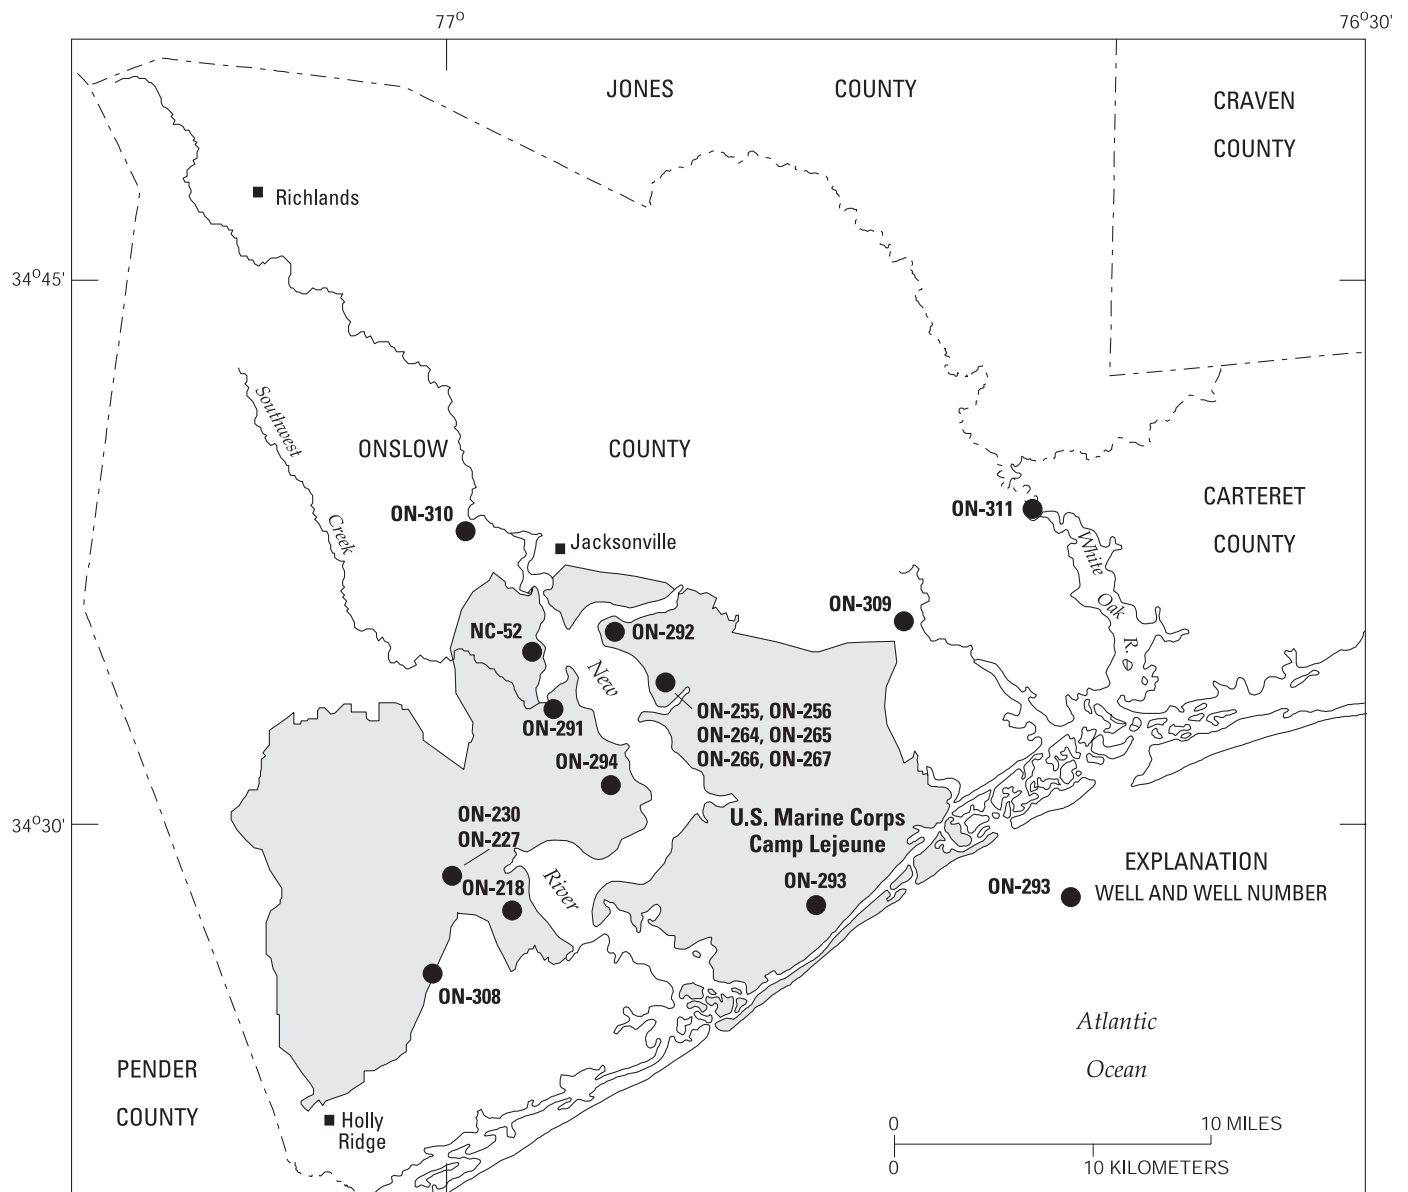 77° 76°30'
JONES COUNTY
CRAVEN
COUNTY
Richlands
34°45'
Southwest
Creek
ONSLOW COUNTY
CARTERET
COUNTY
ON-310
ON-311
Jacksonville
White
Oak
R.
ON-309
NC-52
ON-292
New
ON-255, ON-256
ON-264, ON-265
ON-266, ON-267
ON-291
ON-294
34°30'
ON-230
ON-227
U.S. Marine Corps
Camp Lejeune
ON-218
River
ON-293
EXPLANATION
ON-293 WELL AND WELL NUMBER
ON-308
Atlantic
Ocean
PENDER
COUNTY
Holly
Ridge
0 10 MILES
0 10 KILOMETERS